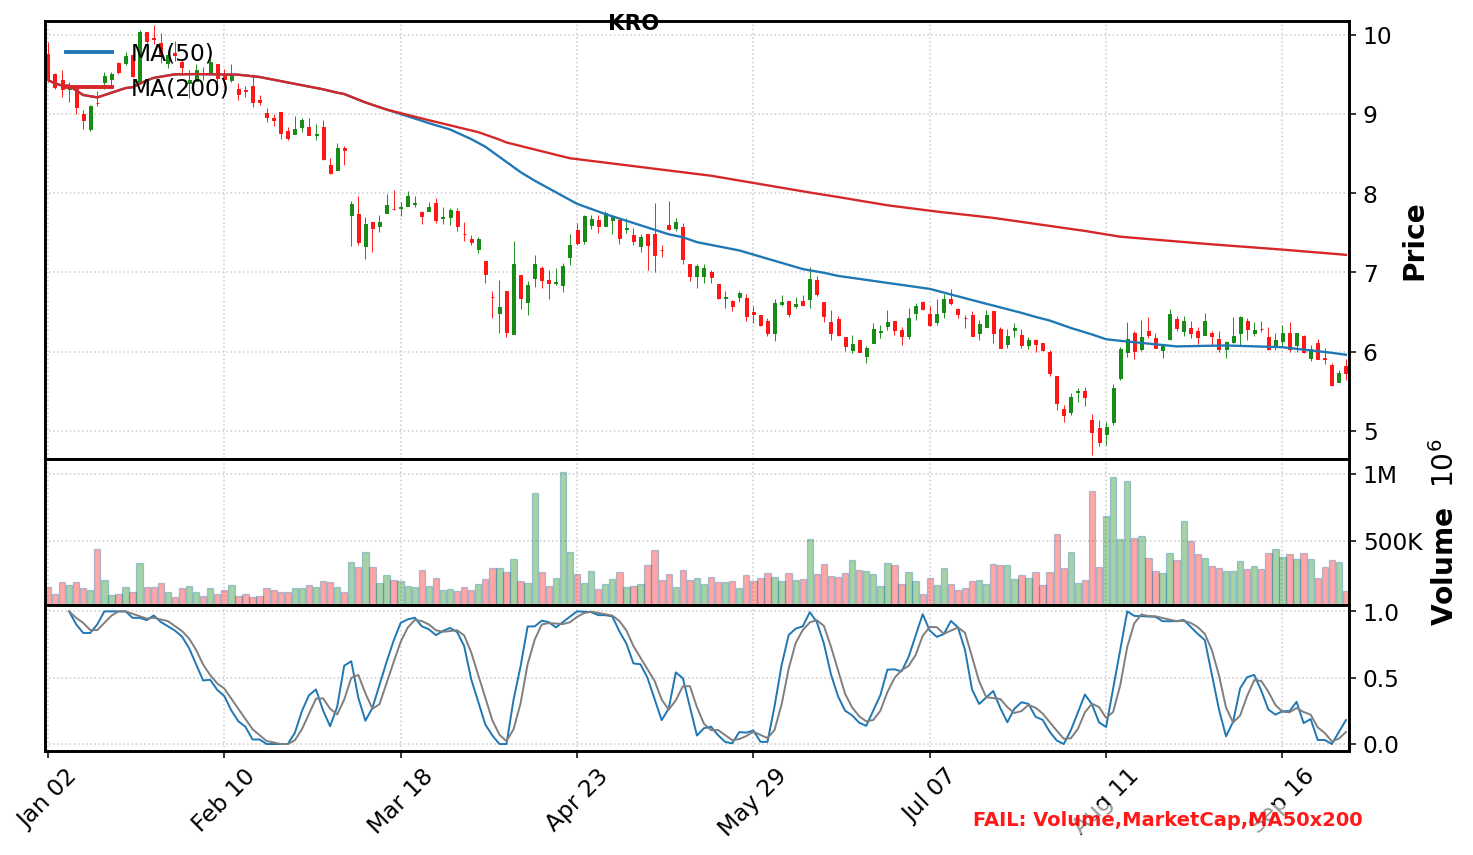 KRO
MA(50)
MA(200)
10
9
8
7
6
5
Price
1M
500K
Volume 10^6
1.0
0.5
0.0
Jan 02
Feb 10
Mar 18
Apr 23
May 29
Jul 07
Aug 11
Sep 16
FAIL: Volume,MarketCap,MA50x200